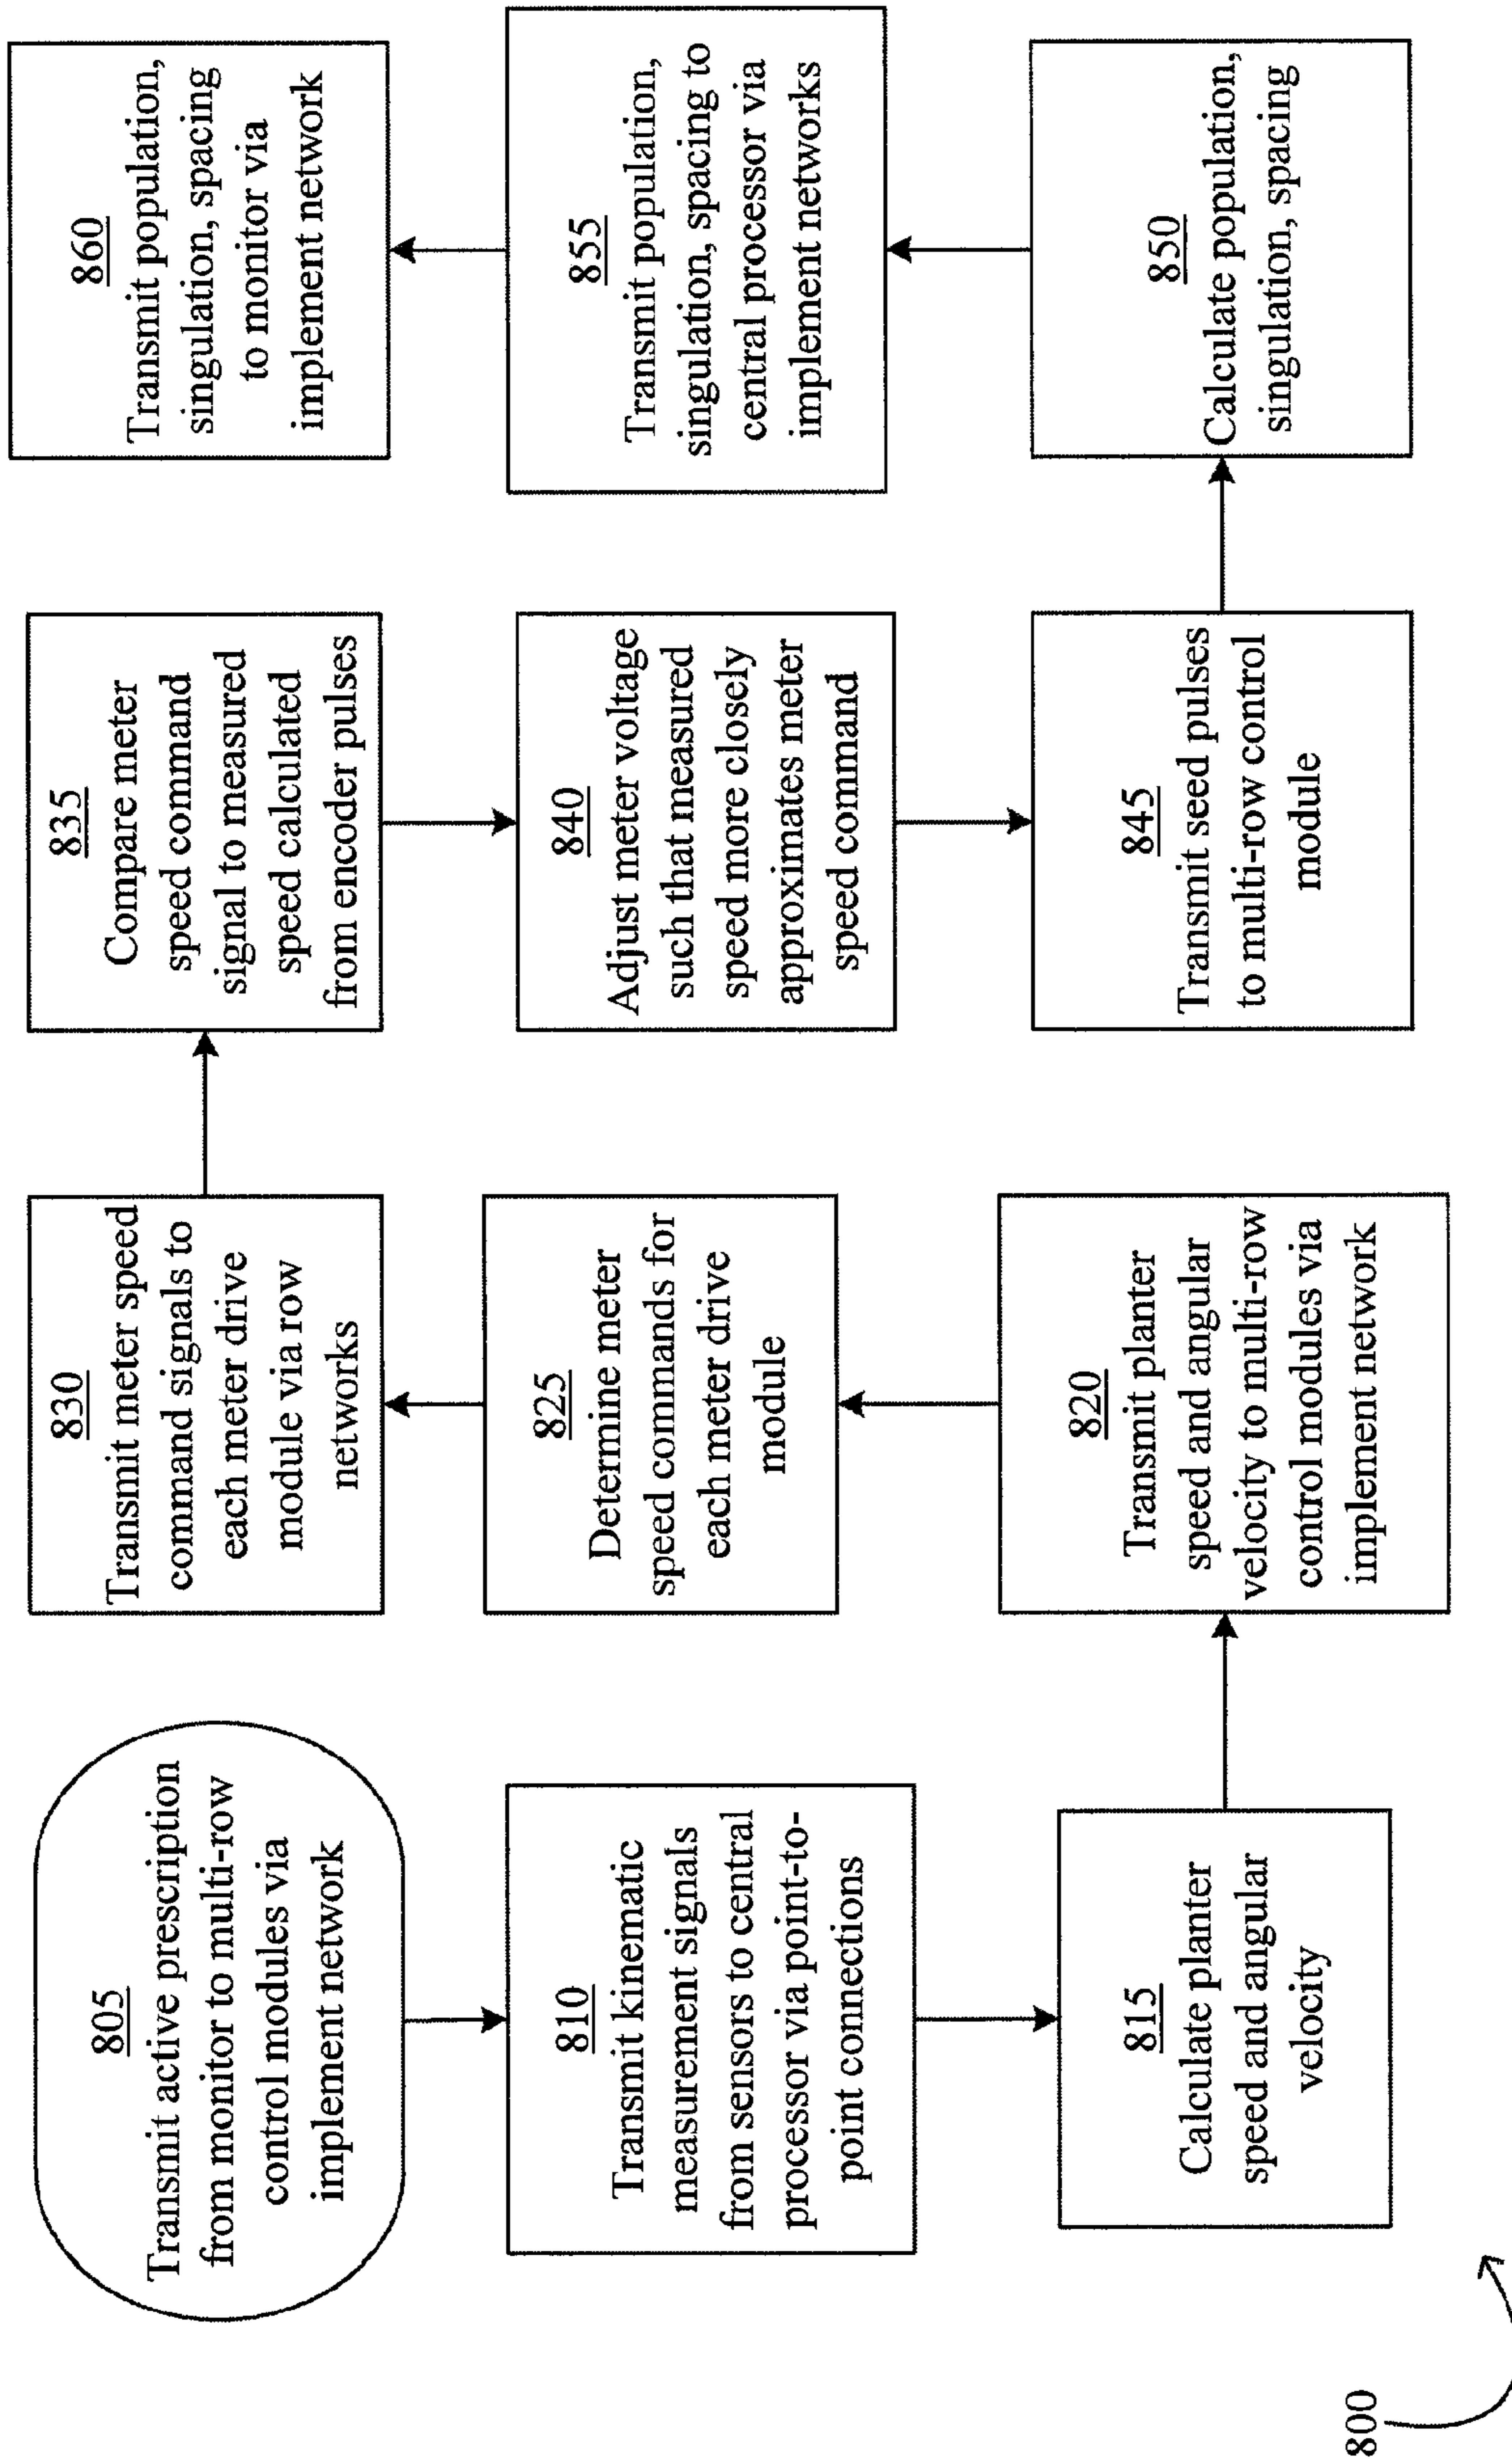 805
Transmit active prescription
from monitor to multi-row
control modules via
implement network
810
Transmit kinematic
measurement signals
from sensors to central
processor via point-to-
point connections
815
Calculate planter
speed and angular
velocity
820
Transmit planter
speed and angular
velocity to multi-row
control modules via
implement network
825
Determine meter
speed commands for
each meter drive
module
830
Transmit meter speed
command signals to
each meter drive
module via row
networks
835
Compare meter
speed command
signal to measured
speed calculated
from encoder pulses
840
Adjust meter voltage
such that measured
speed more closely
approximates meter
speed command
845
Transmit seed pulses
to multi-row control
module
850
Calculate population,
singulation, spacing
855
Transmit population,
singulation, spacing to
central processor via
implement networks
860
Transmit population,
singulation, spacing
to monitor via
implement network
800